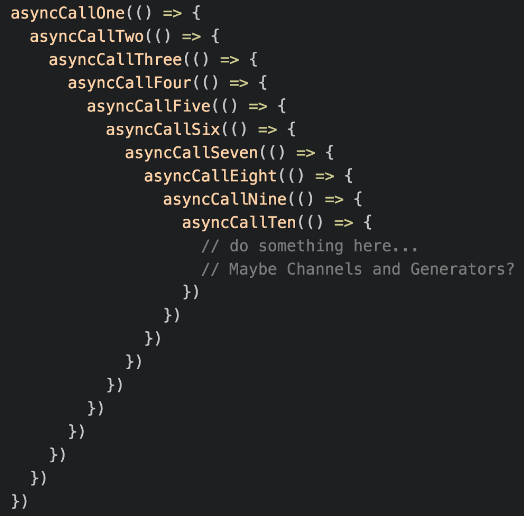 asyncCallOne(() => {
  asyncCallTwo(() => {
    asyncCallThree(() => {
      asyncCallFour(() => {
        asyncCallFive(() => {
          asyncCallSix(() => {
            asyncCallSeven(() => {
              asyncCallEight(() => {
                asyncCallNine(() => {
                  asyncCallTen(() => {
                    // do something here...
                    // Maybe Channels and Generators?
                  })
                })
              })
            })
          })
        })
      })
    })
  })
})